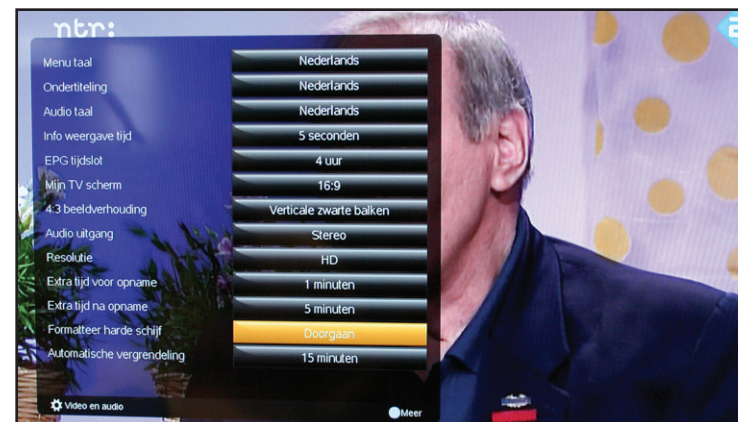 ntr:
Menu taal Nederlands
Ondertiteling Nederlands
Audio taal Nederlands
Info weergave tijd 5 seconden
EPG tijdslot 4 uur
Mijn TV scherm 16:9
4:3 beeldverhouding Verticale zwarte balken
Audio uitgang Stereo
Resolutie HD
Extra tijd voor opname 1 minuten
Extra tijd na opname 5 minuten
Formatteer harde schijf Doorgaan
Automatische vergrendeling 15 minuten
Video en audio Meer